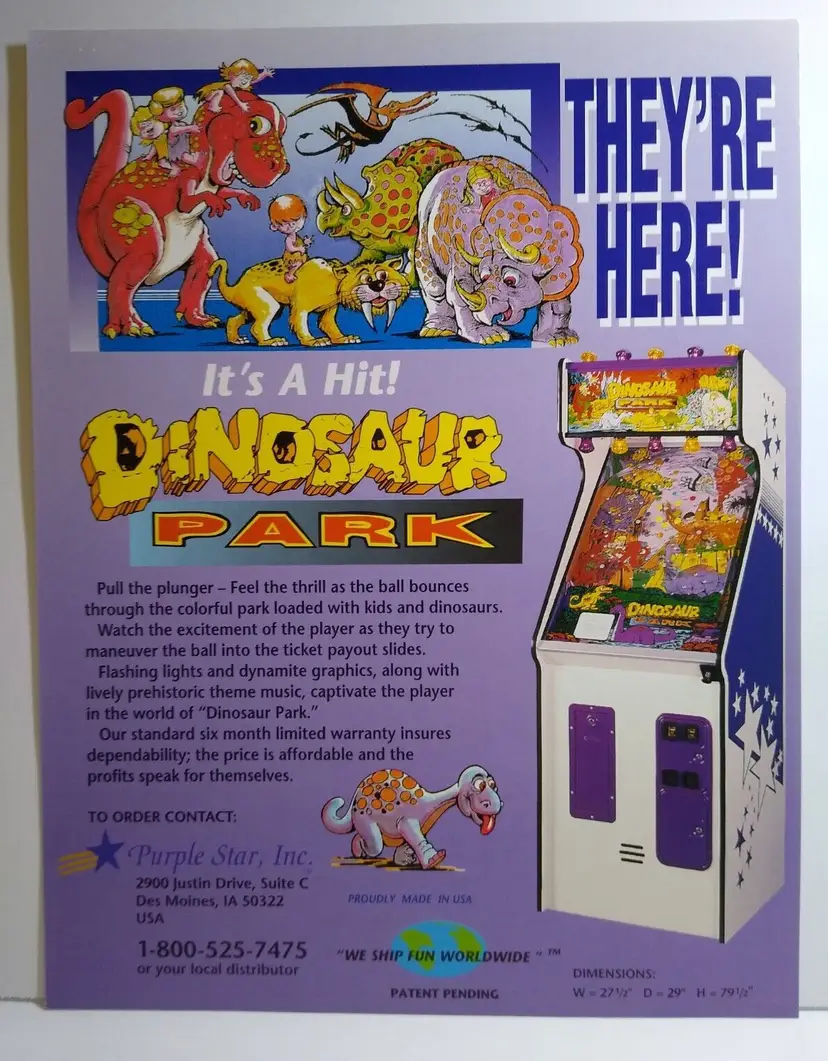 THEY'RE
HERE!
It's A Hit!
DINOSAUR
PARK
DINOSAUR
PARK
DINOSAUR
PARK
Pull the plunger – Feel the thrill as the ball bounces
through the colorful park loaded with kids and dinosaurs.
Watch the excitement of the player as they try to
maneuver the ball into the ticket payout slides.
Flashing lights and dynamite graphics, along with
lively prehistoric theme music, captivate the player
in the world of "Dinosaur Park."
Our standard six month limited warranty insures
dependability; the price is affordable and the
profits speak for themselves.
TO ORDER CONTACT:
Purple Star, Inc.
2900 Justin Drive, Suite C
Des Moines, IA 50322
USA
1-800-525-7475
or your local distributor
PROUDLY MADE IN USA
"WE SHIP FUN WORLDWIDE" ™
PATENT PENDING
DIMENSIONS:
W = 27 1/2" D = 29" H = 79 1/2"